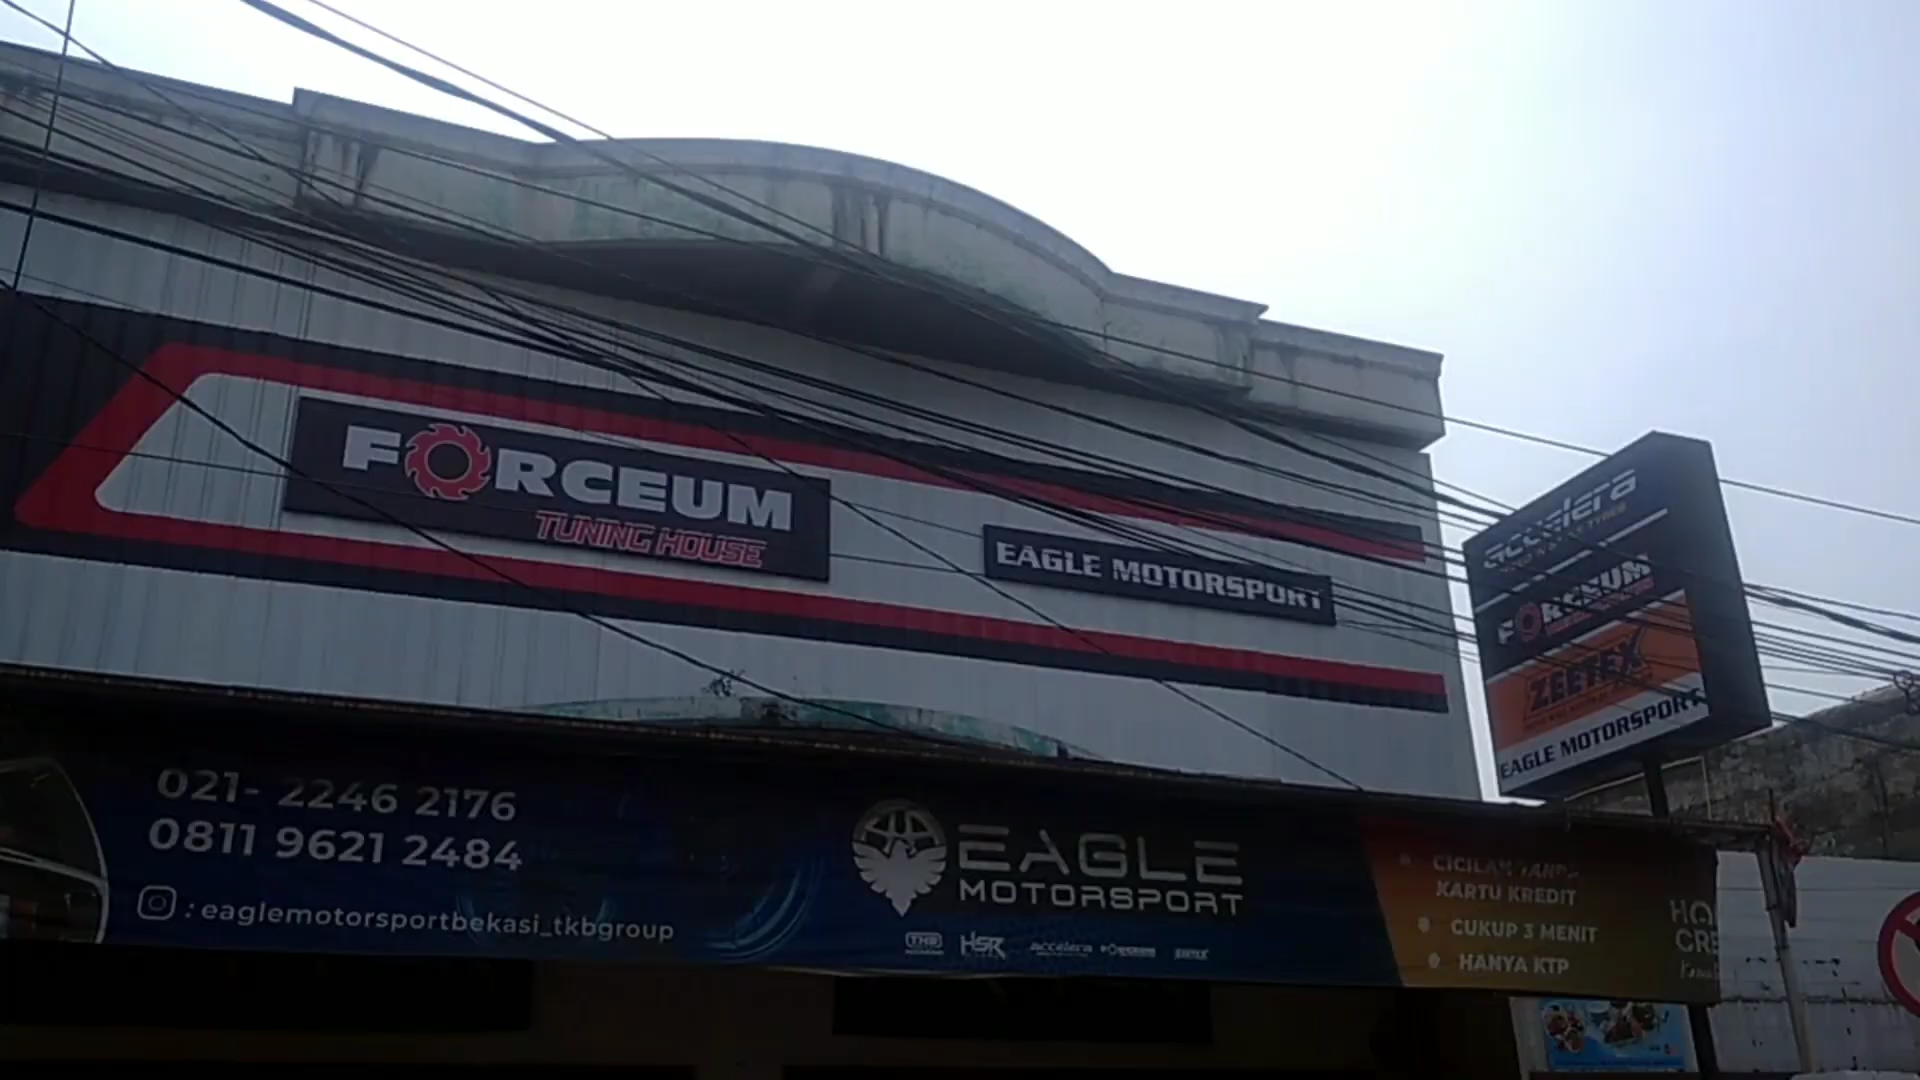 FORCEUM
TUNING HOUSE
EAGLE MOTORSPORT
accelera
FORCEUM
ZEETEX
EAGLE MOTORSPORT
021- 2246 2176
0811 9621 2484
: eaglemotorsportbekasi_tkbgroup
EAGLE
MOTORSPORT
HSR
accelera
FORCEUM
CICILAN TANPA
KARTU KREDIT
CUKUP 3 MENIT
HANYA KTP